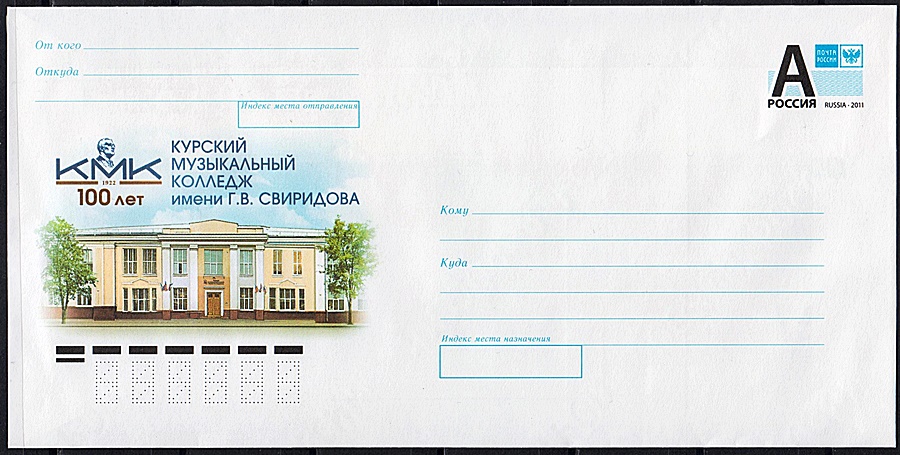 От кого
Откуда
Индекс места отправления
КМК
1922
100 лет
КУРСКИЙ
МУЗЫКАЛЬНЫЙ
КОЛЛЕДЖ
имени Г.В. СВИРИДОВА
А
ПОЧТА
РОССИИ
РОССИЯ
RUSSIA · 2011
Кому
Куда
Индекс места назначения